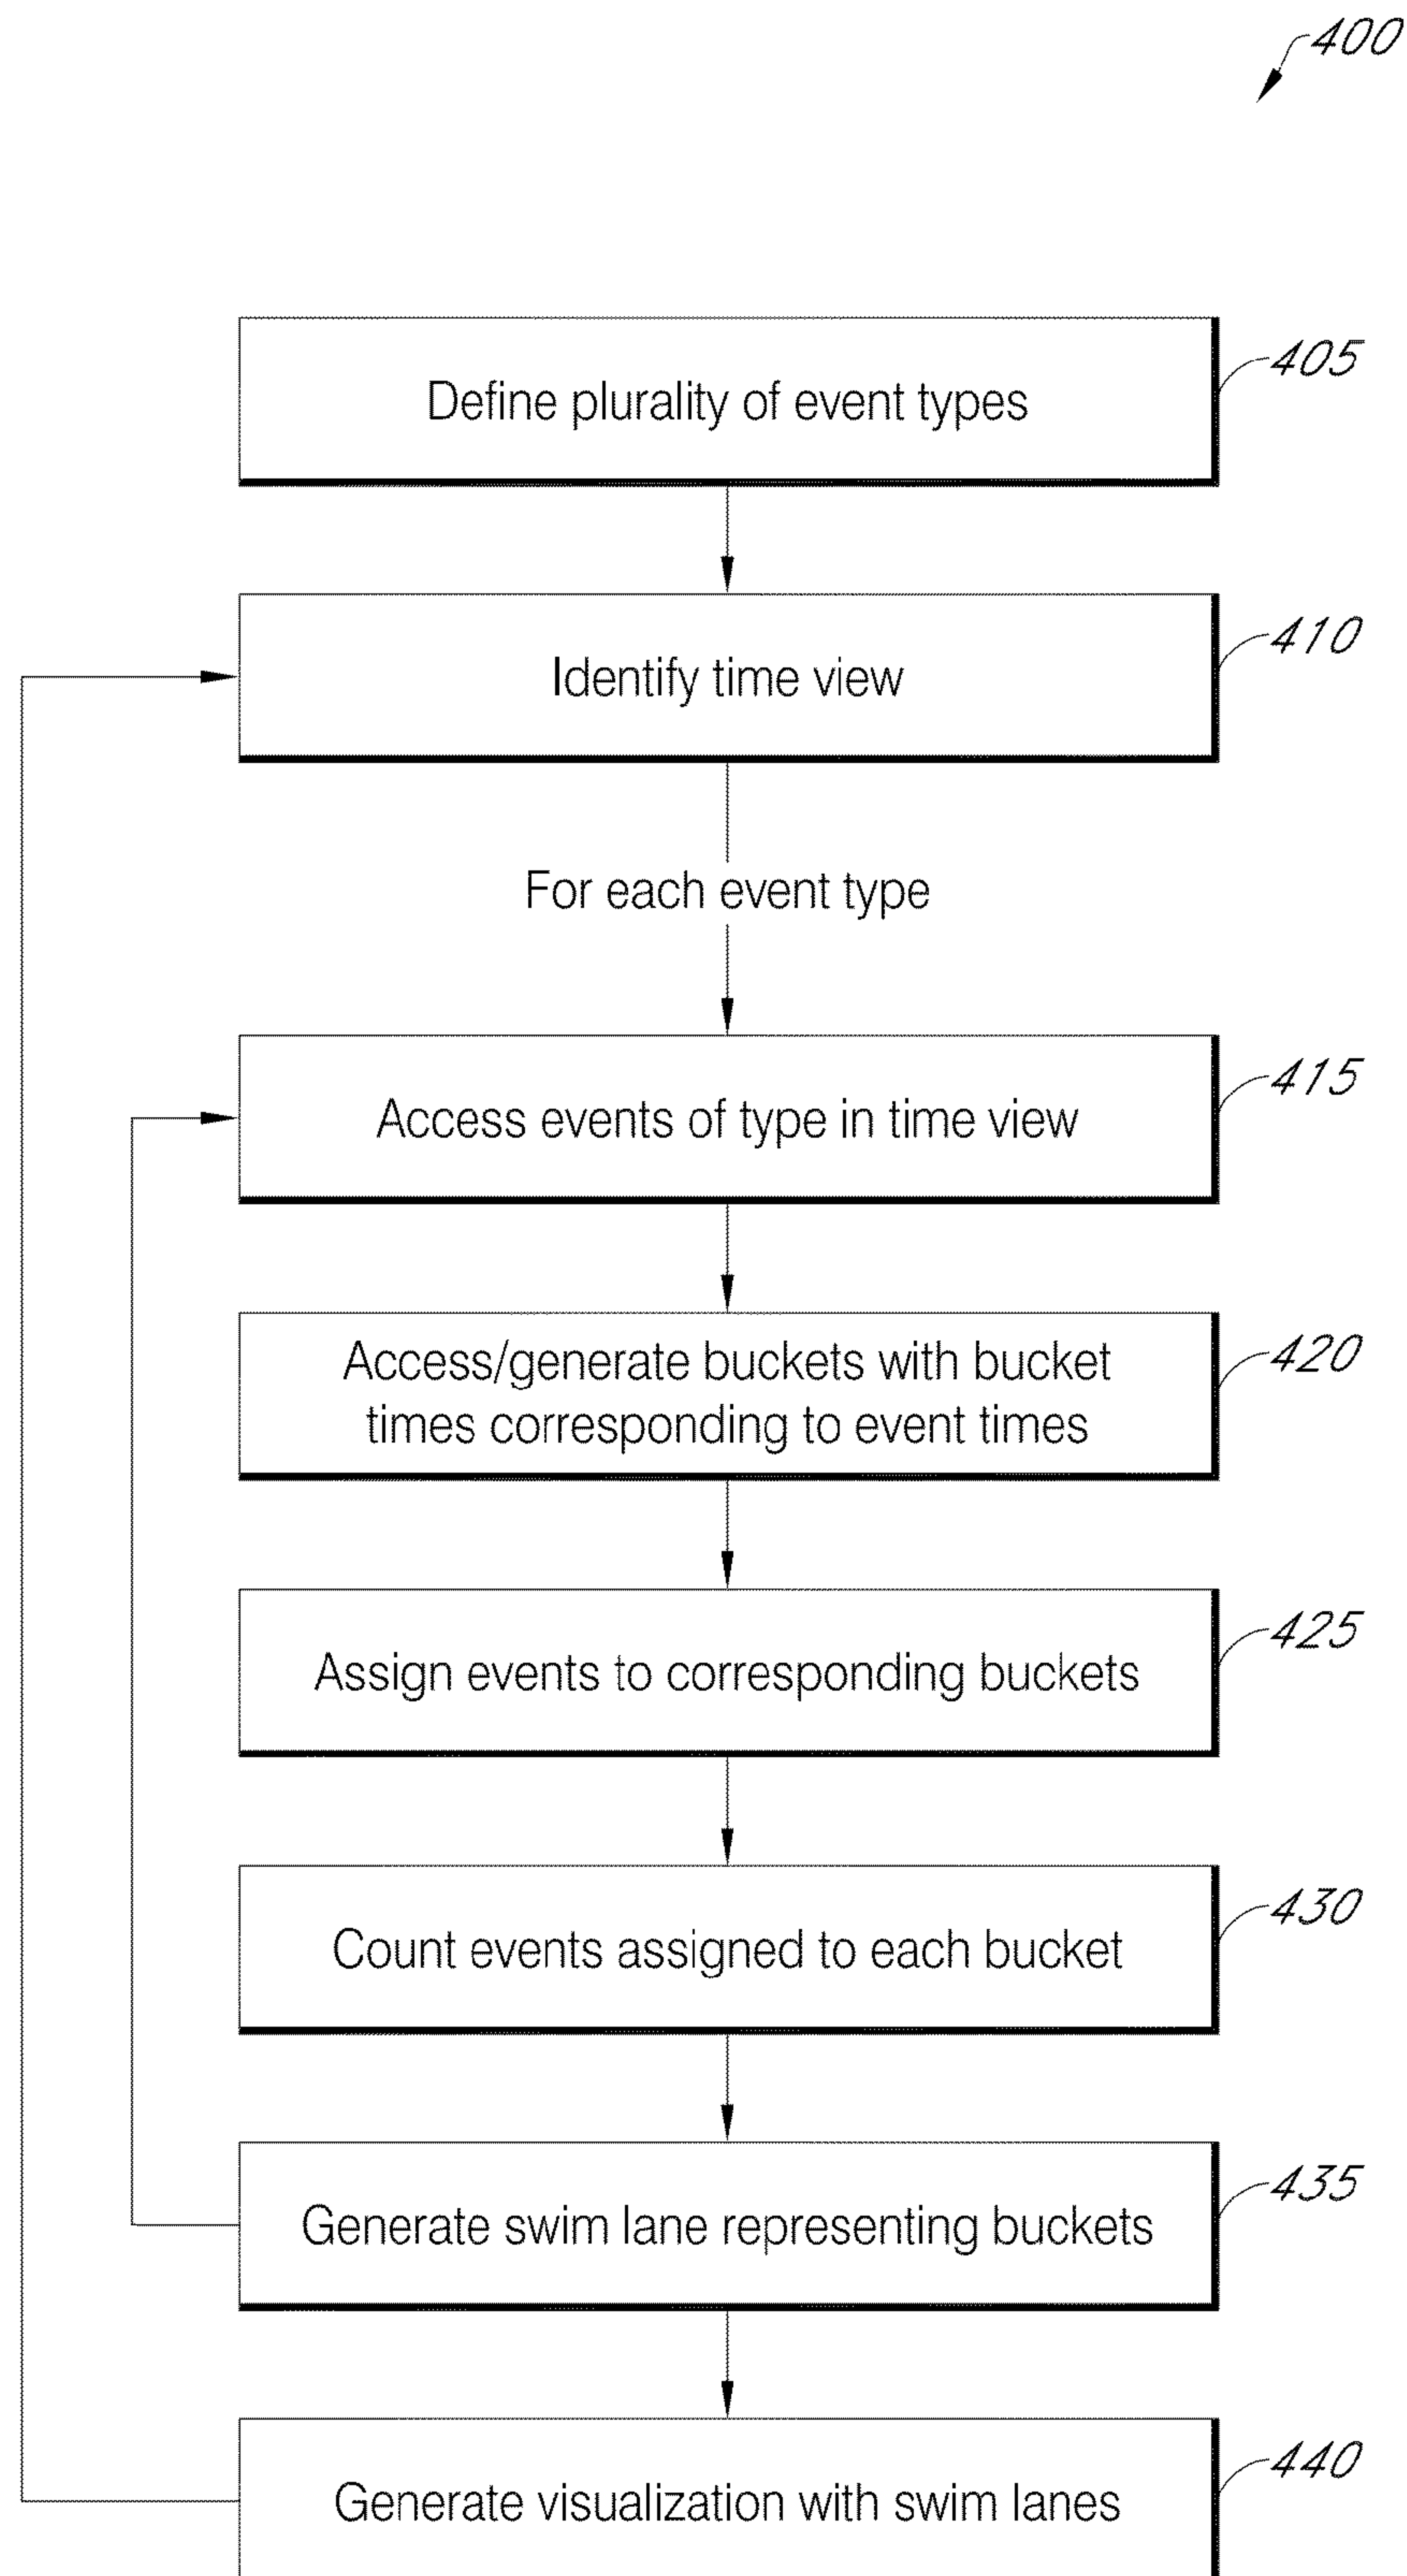 400
Define plurality of event types
405
Identify time view
410
For each event type
Access events of type in time view
415
Access/generate buckets with bucket
times corresponding to event times
420
Assign events to corresponding buckets
425
Count events assigned to each bucket
430
Generate swim lane representing buckets
435
Generate visualization with swim lanes
440